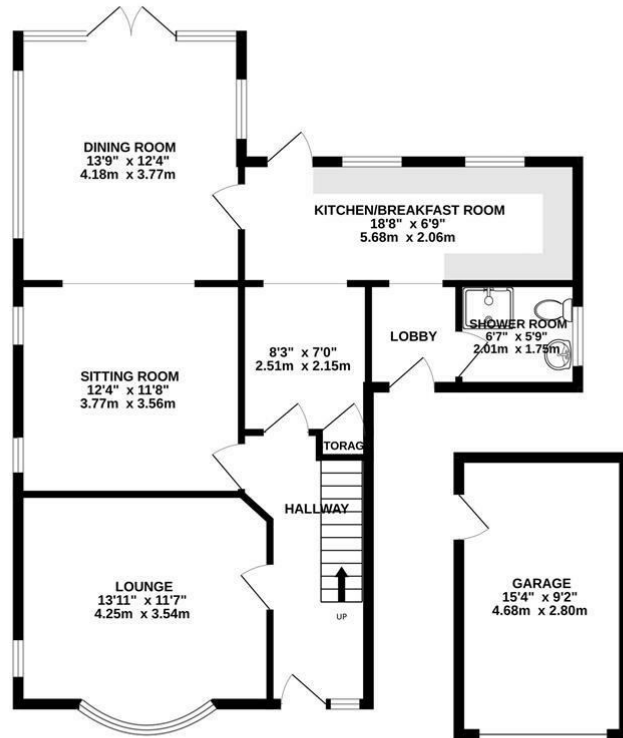 DINING ROOM
13'9" x 12'4"
4.18m x 3.77m
KITCHEN/BREAKFAST ROOM
18'8" x 6'9"
5.68m x 2.06m
SITTING ROOM
12'4" x 11'8"
3.77m x 3.56m
8'3" x 7'0"
2.51m x 2.15m
LOBBY
SHOWER ROOM
6'7" x 5'9"
2.01m x 1.75m
TORAG
HALLWAY
UP
LOUNGE
13'11" x 11'7"
4.25m x 3.54m
GARAGE
15'4" x 9'2"
4.68m x 2.80m